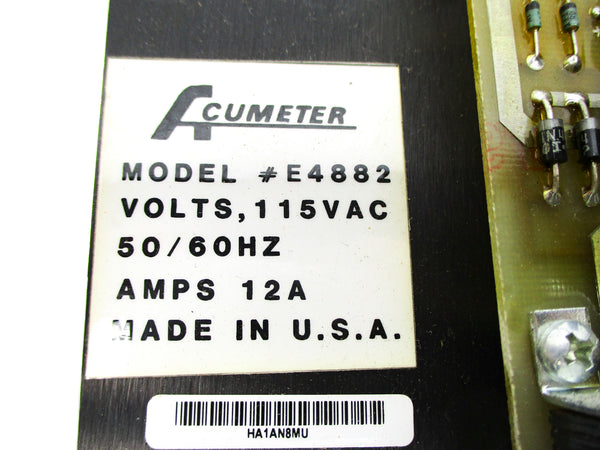 ACUMETER
MODEL #E4882
VOLTS,115VAC
50/60HZ
AMPS 12A
MADE IN U.S.A.
HA1AN8MU